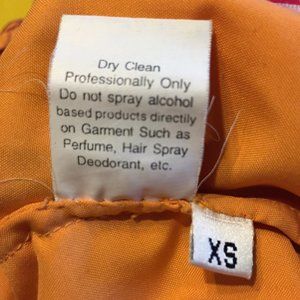 Dry Clean
Professionally Only
Do not spray alcohol
based products directly
on Garment Such as
Perfume, Hair Spray
Deodorant, etc.
XS